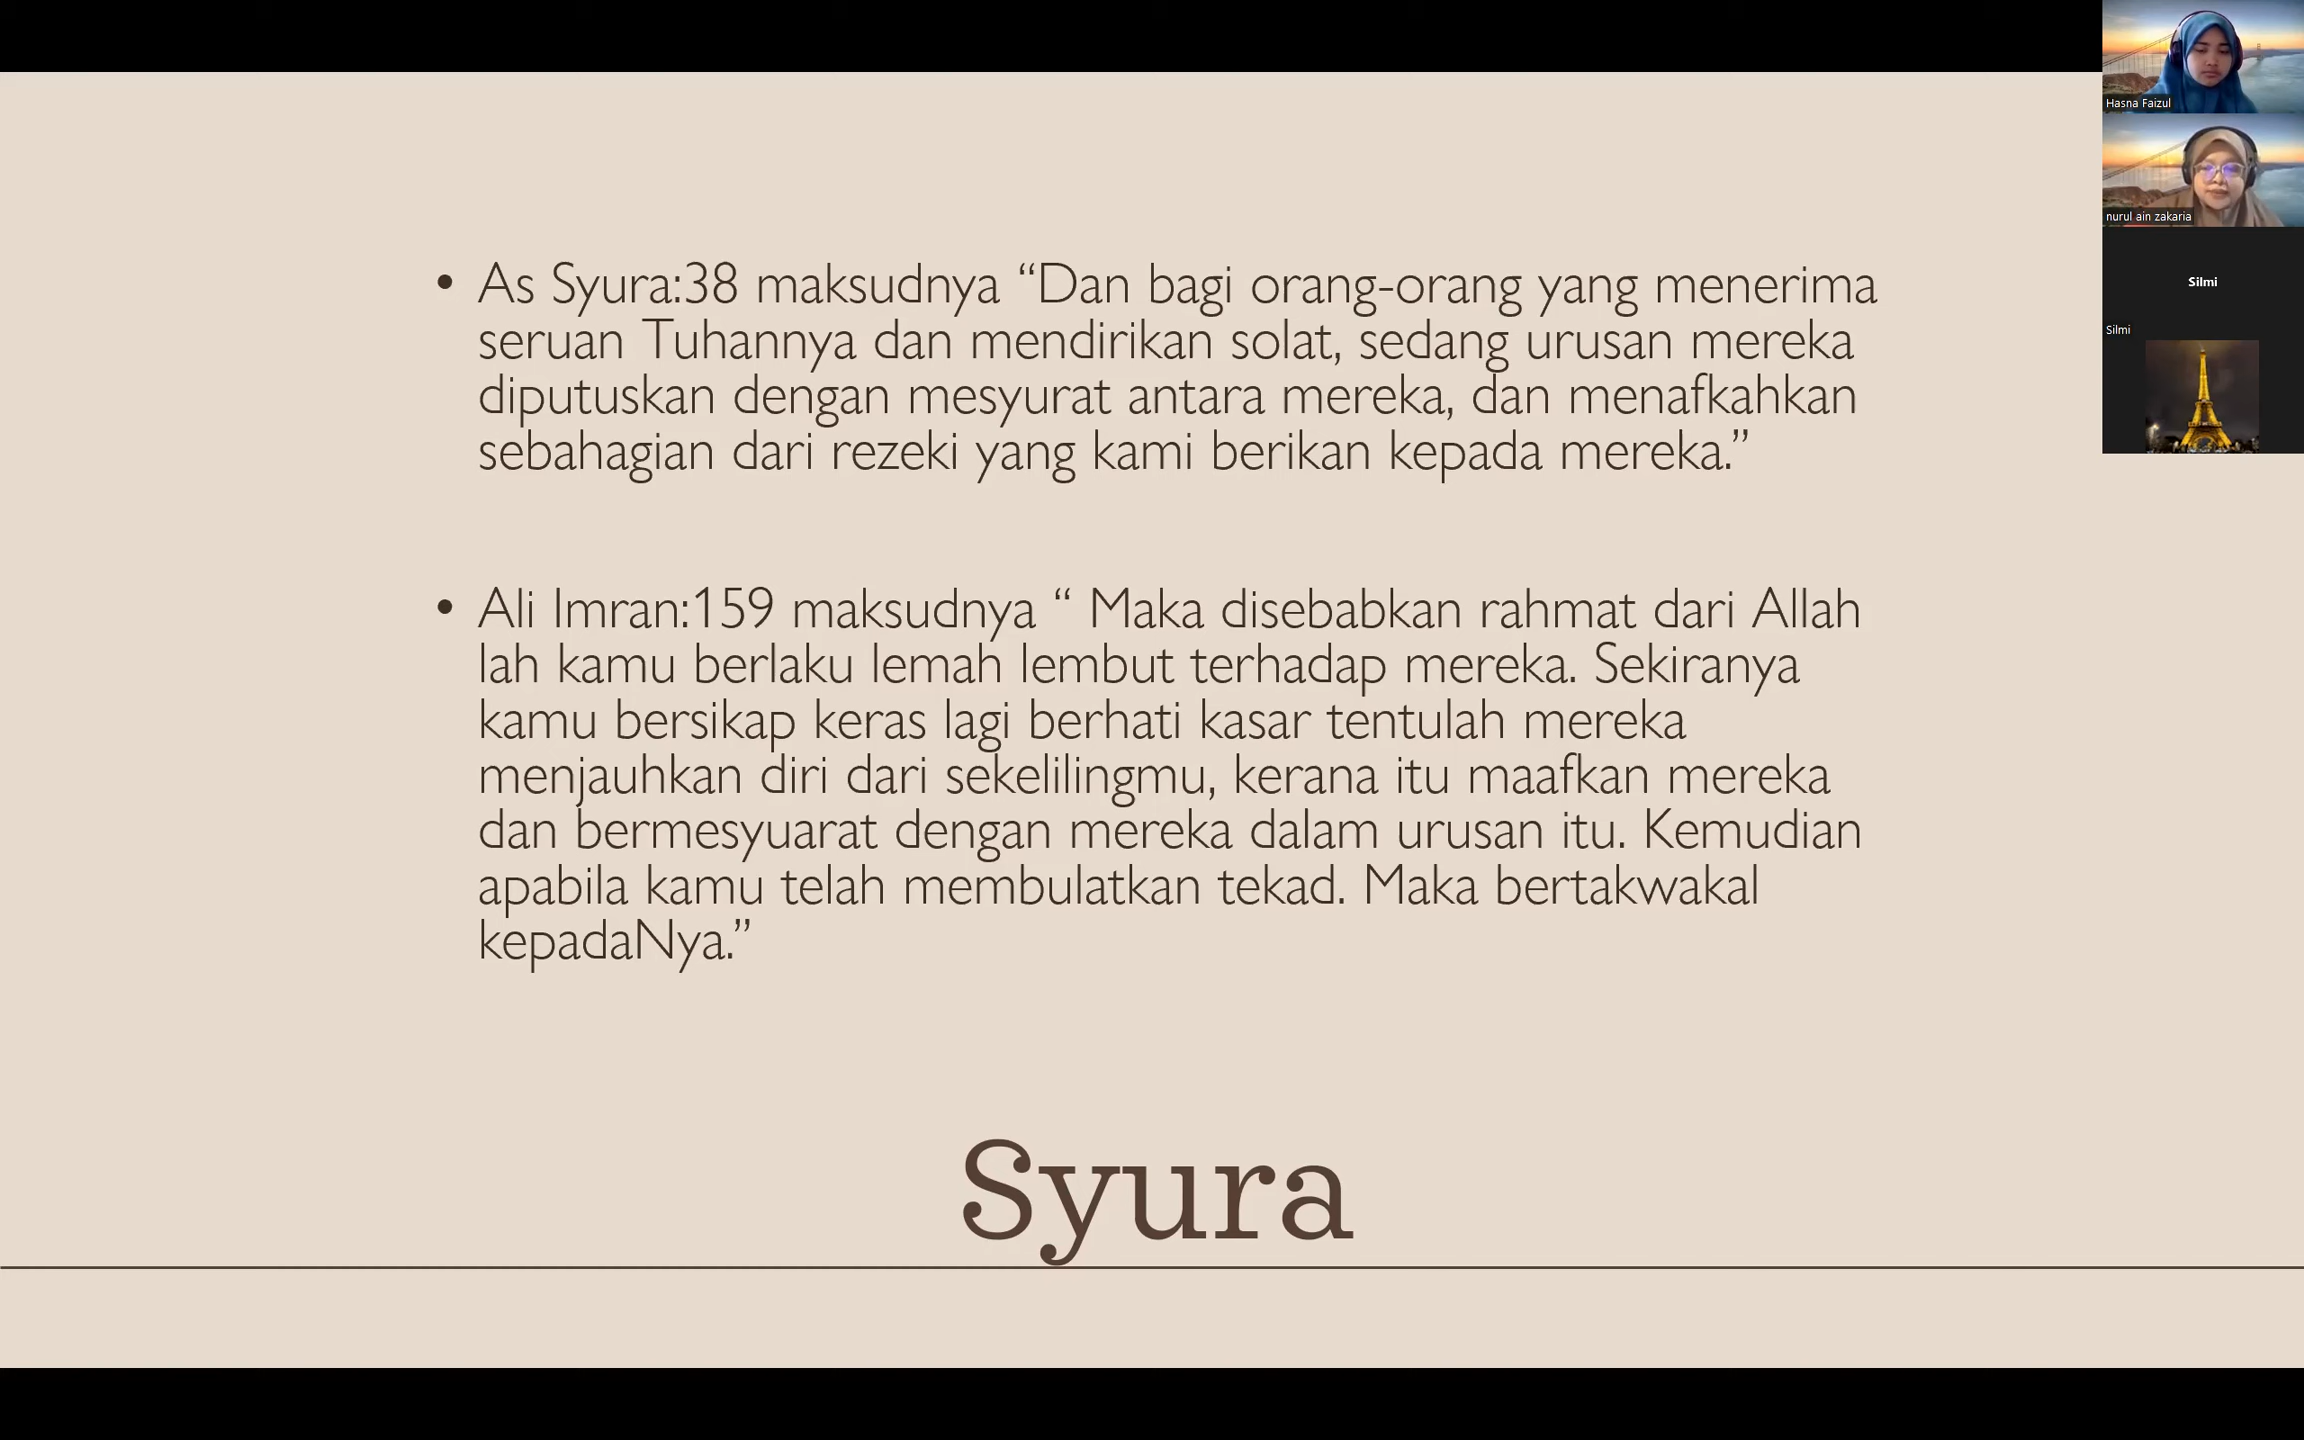 • As Syura:38 maksudnya “Dan bagi orang-orang yang menerima
seruan Tuhannya dan mendirikan solat, sedang urusan mereka
diputuskan dengan mesyurat antara mereka, dan menafkahkan
sebahagian dari rezeki yang kami berikan kepada mereka.”
• Ali Imran:159 maksudnya “ Maka disebabkan rahmat dari Allah
lah kamu berlaku lemah lembut terhadap mereka. Sekiranya
kamu bersikap keras lagi berhati kasar tentulah mereka
menjauhkan diri dari sekelilingmu, kerana itu maafkan mereka
dan bermesyuarat dengan mereka dalam urusan itu. Kemudian
apabila kamu telah membulatkan tekad. Maka bertakwakal
kepadaNya.”
Syura
Hasna Faizul
nurul ain zakaria
Silmi
Silmi